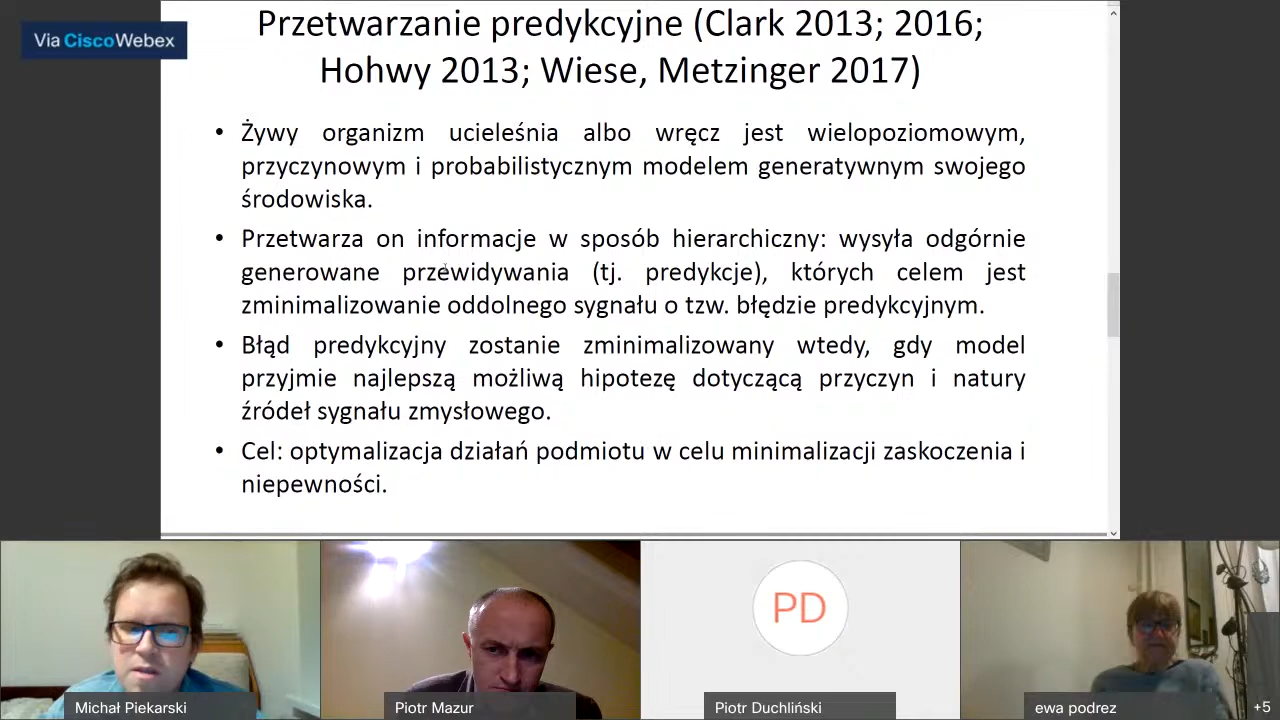 Via CiscoWebex
Przetwarzanie predykcyjne (Clark 2013; 2016;
Hohwy 2013; Wiese, Metzinger 2017)
• Żywy organizm ucieleśnia albo wręcz jest wielopoziomowym,
przyczynowym i probabilistycznym modelem generatywnym swojego
środowiska.
• Przetwarza on informacje w sposób hierarchiczny: wysyła odgórnie
generowane przewidywania (tj. predykcje), których celem jest
zminimalizowanie oddolnego sygnału o tzw. błędzie predykcyjnym.
• Błąd predykcyjny zostanie zminimalizowany wtedy, gdy model
przyjmie najlepszą możliwą hipotezę dotyczącą przyczyn i natury
źródeł sygnału zmysłowego.
• Cel: optymalizacja działań podmiotu w celu minimalizacji zaskoczenia i
niepewności.
PD
Michał Piekarski
Piotr Mazur
Piotr Duchliński
ewa podrez
+5